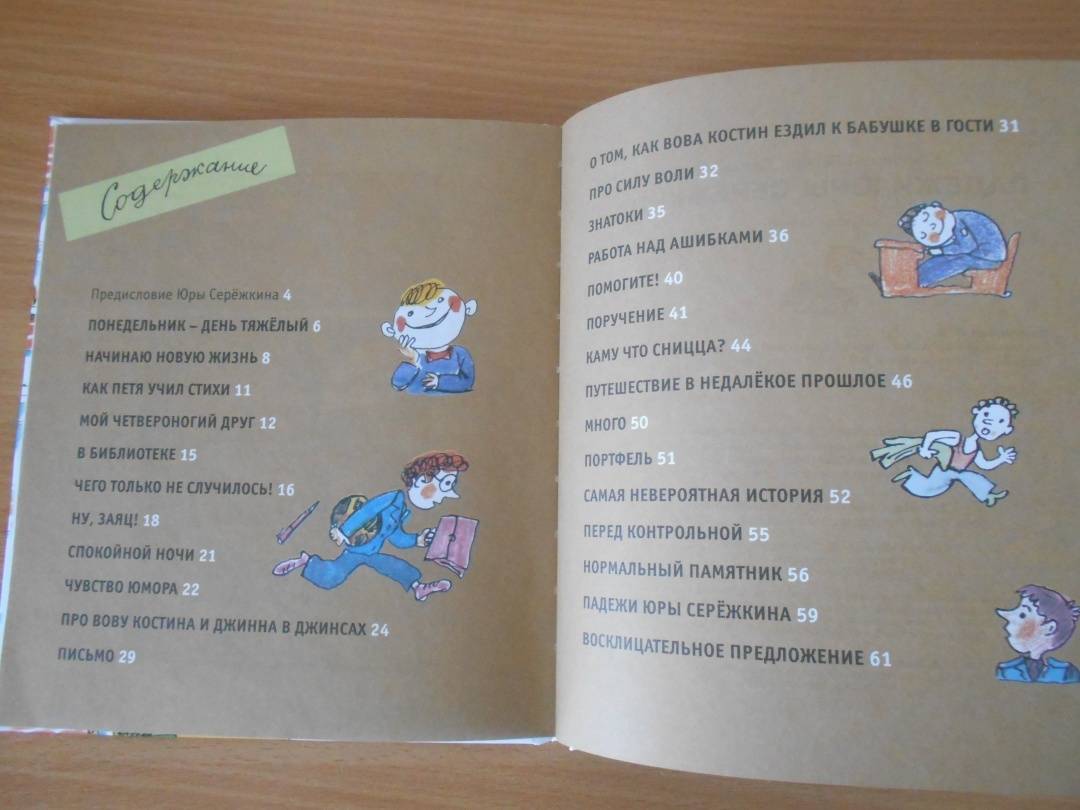 Содержание
Предисловие Юры Серёжкина 4
ПОНЕДЕЛЬНИК – ДЕНЬ ТЯЖЁЛЫЙ 6
НАЧИНАЮ НОВУЮ ЖИЗНЬ 8
КАК ПЕТЯ УЧИЛ СТИХИ 11
МОЙ ЧЕТВЕРОНОГИЙ ДРУГ 12
В БИБЛИОТЕКЕ 15
ЧЕГО ТОЛЬКО НЕ СЛУЧИЛОСЬ! 16
НУ, ЗАЯЦ! 18
СПОКОЙНОЙ НОЧИ 21
ЧУВСТВО ЮМОРА 22
ПРО ВОВУ КОСТИНА И ДЖИННА В ДЖИНСАХ 24
ПИСЬМО 29
О ТОМ, КАК ВОВА КОСТИН ЕЗДИЛ К БАБУШКЕ В ГОСТИ 31
ПРО СИЛУ ВОЛИ 32
ЗНАТОКИ 35
РАБОТА НАД АШИБКАМИ 36
ПОМОГИТЕ! 40
ПОРУЧЕНИЕ 41
КАМУ ЧТО СНИЦЦА? 44
ПУТЕШЕСТВИЕ В НЕДАЛЁКОЕ ПРОШЛОЕ 46
МНОГО 50
ПОРТФЕЛЬ 51
САМАЯ НЕВЕРОЯТНАЯ ИСТОРИЯ 52
ПЕРЕД КОНТРОЛЬНОЙ 55
НОРМАЛЬНЫЙ ПАМЯТНИК 56
ПАДЕЖИ ЮРЫ СЕРЁЖКИНА 59
ВОСКЛИЦАТЕЛЬНОЕ ПРЕДЛОЖЕНИЕ 61